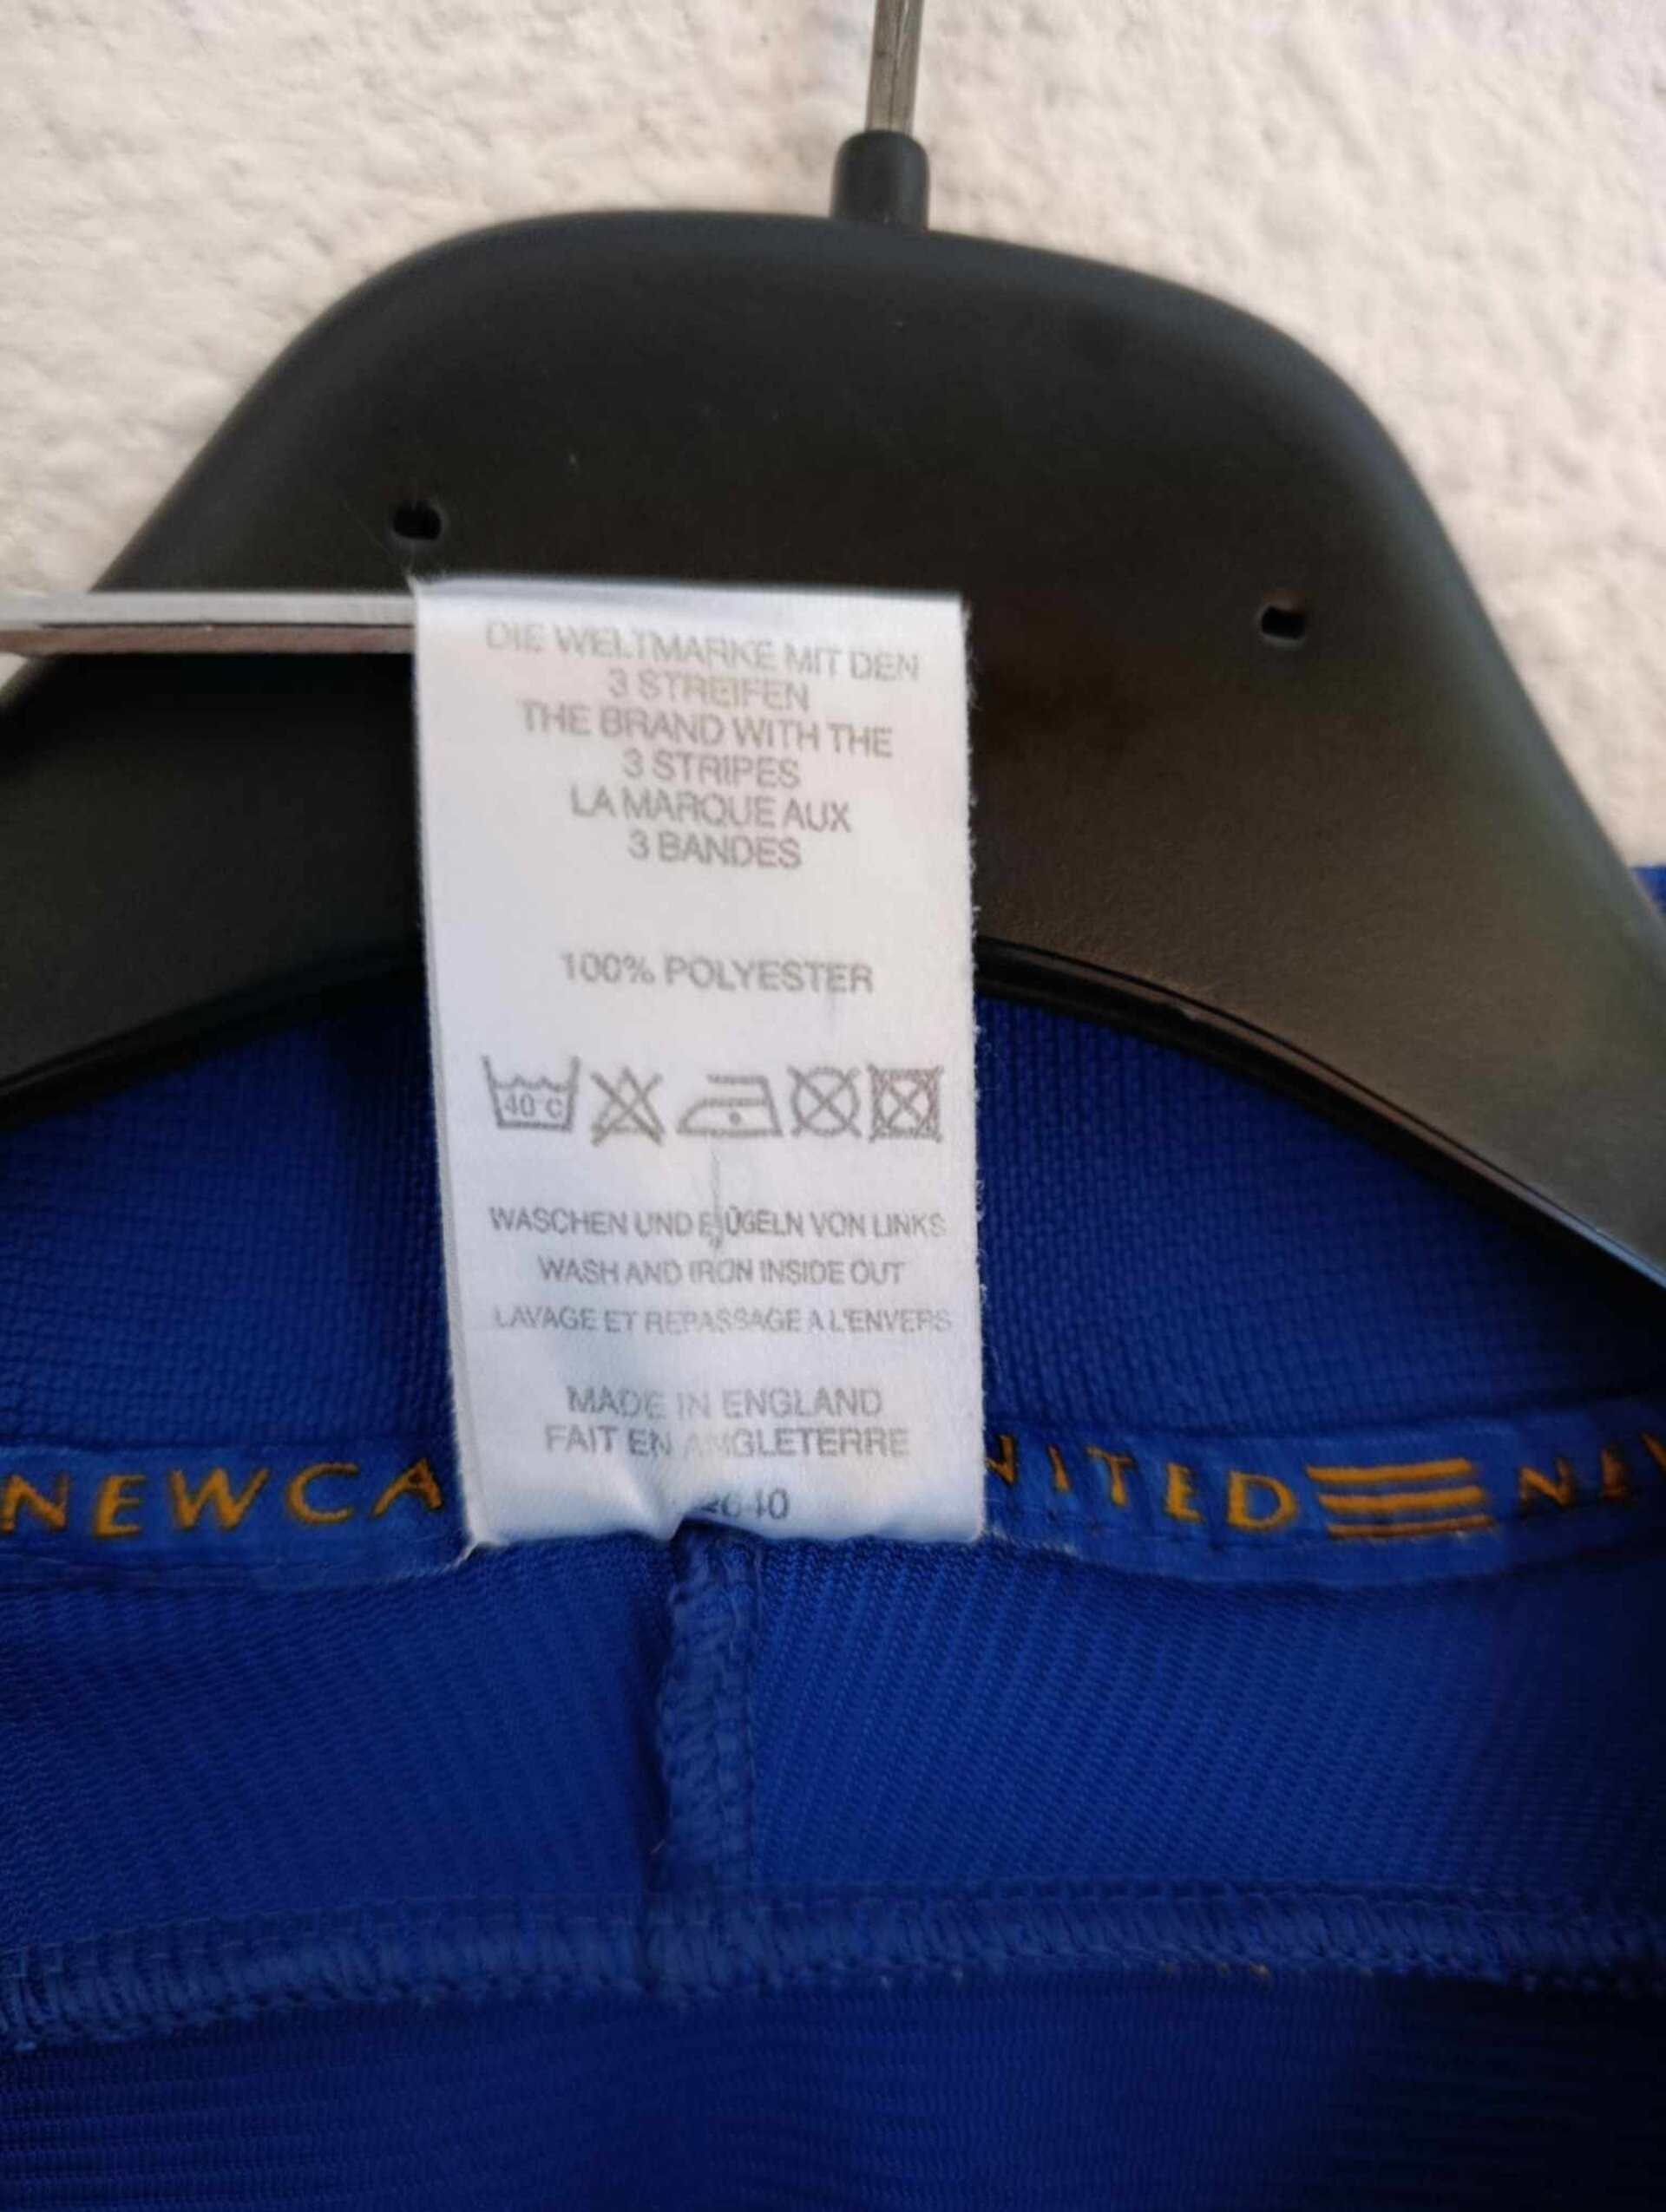 DIE WELTMARKE MIT DEN
3 STREIFEN
THE BRAND WITH THE
3 STRIPES
LA MARQUE AUX
3 BANDES
100% POLYESTER
40°C
WASCHEN UND BÜGELN VON LINKS
WASH AND IRON INSIDE OUT
LAVAGE ET REPASSAGE A L'ENVERS
MADE IN ENGLAND
FAIT EN ANGLETERRE
NEWCA NITED NEW